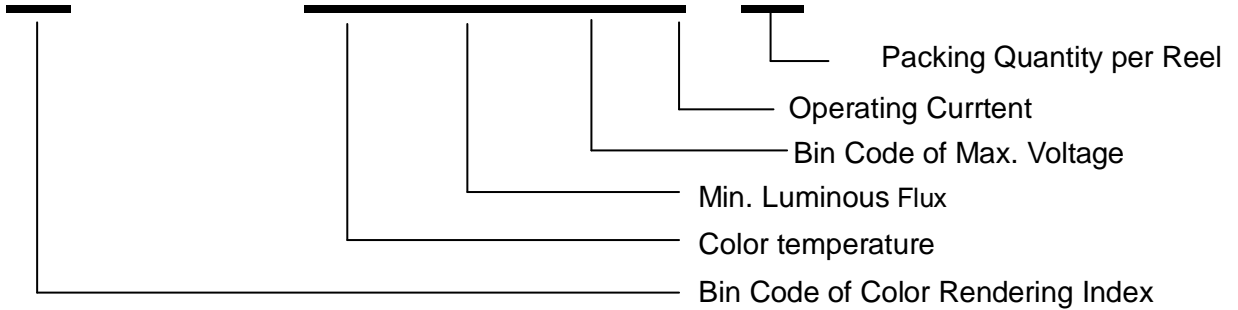 Packing Quantity per Reel
Operating Currtent
Bin Code of Max. Voltage
Min. Luminous Flux
Color temperature
Bin Code of Color Rendering Index